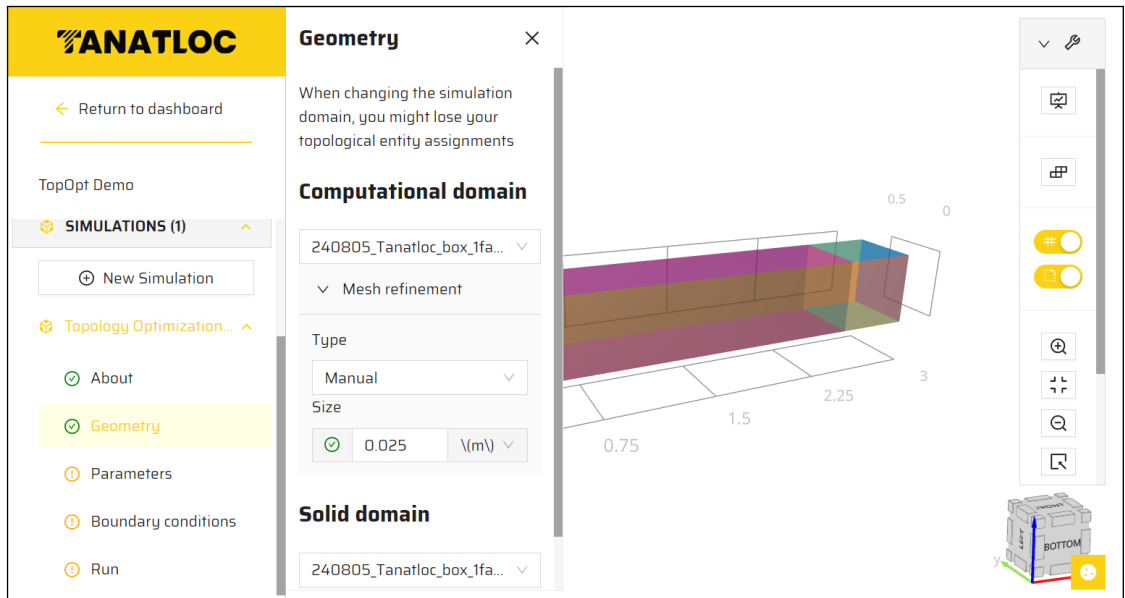 TANATLOC
Return to dashboard
TopOpt Demo
SIMULATIONS (1)
New Simulation
Topology Optimization...
About
Geometry
Parameters
Boundary conditions
Run
Geometry
When changing the simulation
domain, you might lose your
topological entity assignments
Computational domain
240805_Tanatloc_box_1fa...
Mesh refinement
Type
Manual
Size
0.025 \(m\)
Solid domain
240805_Tanatloc_box_1fa...
0.5
0
3
2.25
1.5
0.75
FRONT
LEFT
BOTTOM
y